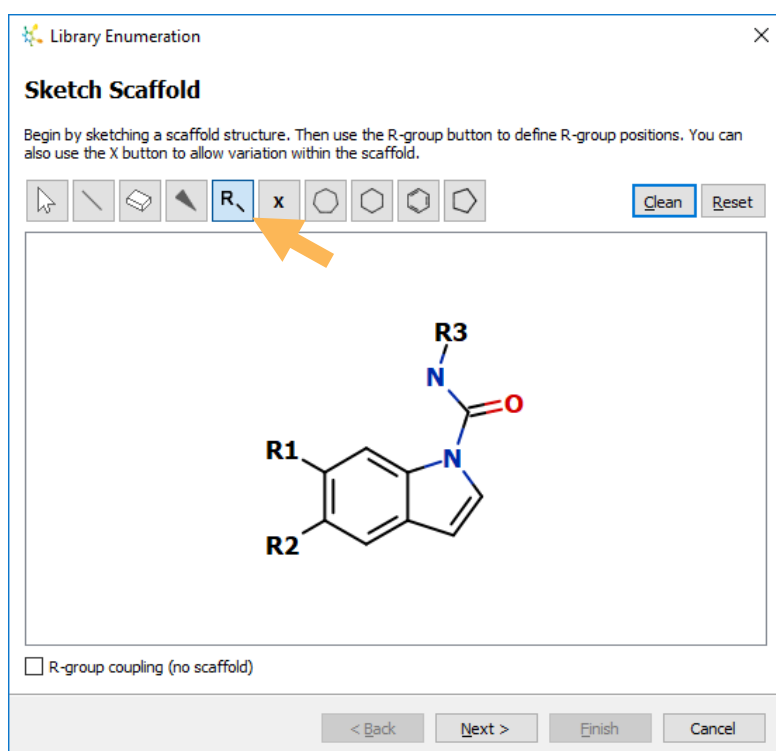 Library Enumeration
Sketch Scaffold
Begin by sketching a scaffold structure. Then use the R-group button to define R-group positions. You can
also use the X button to allow variation within the scaffold.
R X Clean Reset
R3
N
O
R1 N
R2
R-group coupling (no scaffold)
< Back Next > Finish Cancel